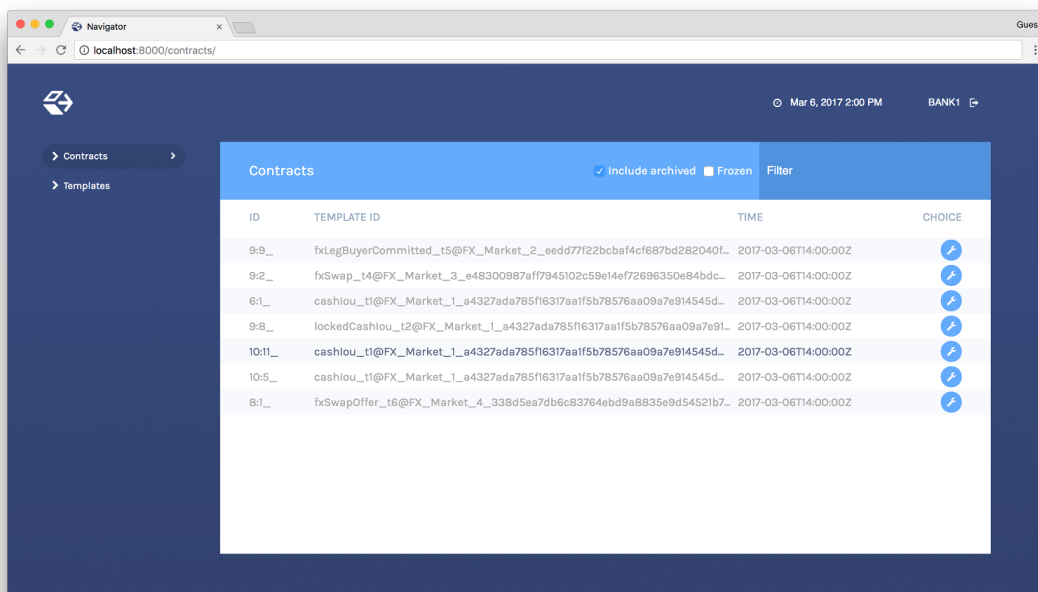 Navigator
Gues
localhost:8000/contracts/
Mar 6, 2017 2:00 PM BANK1
Contracts
Templates
Contracts Include archived Frozen Filter
ID TEMPLATE ID TIME CHOICE
9:9_ fxLegBuyerCommitted_t5@FX_Market_2_eedd77f22bcbaf4cf687bd282040f... 2017-03-06T14:00:00Z
9:2_ fxSwap_t4@FX_Market_3_e48300987aff7945102c59e14ef72696350e84bdc... 2017-03-06T14:00:00Z
6:1_ cashIou_t1@FX_Market_1_a4327ada785f16317aa1f5b78576aa09a7e914545d... 2017-03-06T14:00:00Z
9:8_ lockedCashIou_t2@FX_Market_1_a4327ada785f16317aa1f5b78576aa09a7e91... 2017-03-06T14:00:00Z
10:11_ cashIou_t1@FX_Market_1_a4327ada785f16317aa1f5b78576aa09a7e914545d... 2017-03-06T14:00:00Z
10:5_ cashIou_t1@FX_Market_1_a4327ada785f16317aa1f5b78576aa09a7e914545d... 2017-03-06T14:00:00Z
8:1_ fxSwapOffer_t6@FX_Market_4_338d5ea7db6c83764ebd9a8835e9d54521b7... 2017-03-06T14:00:00Z